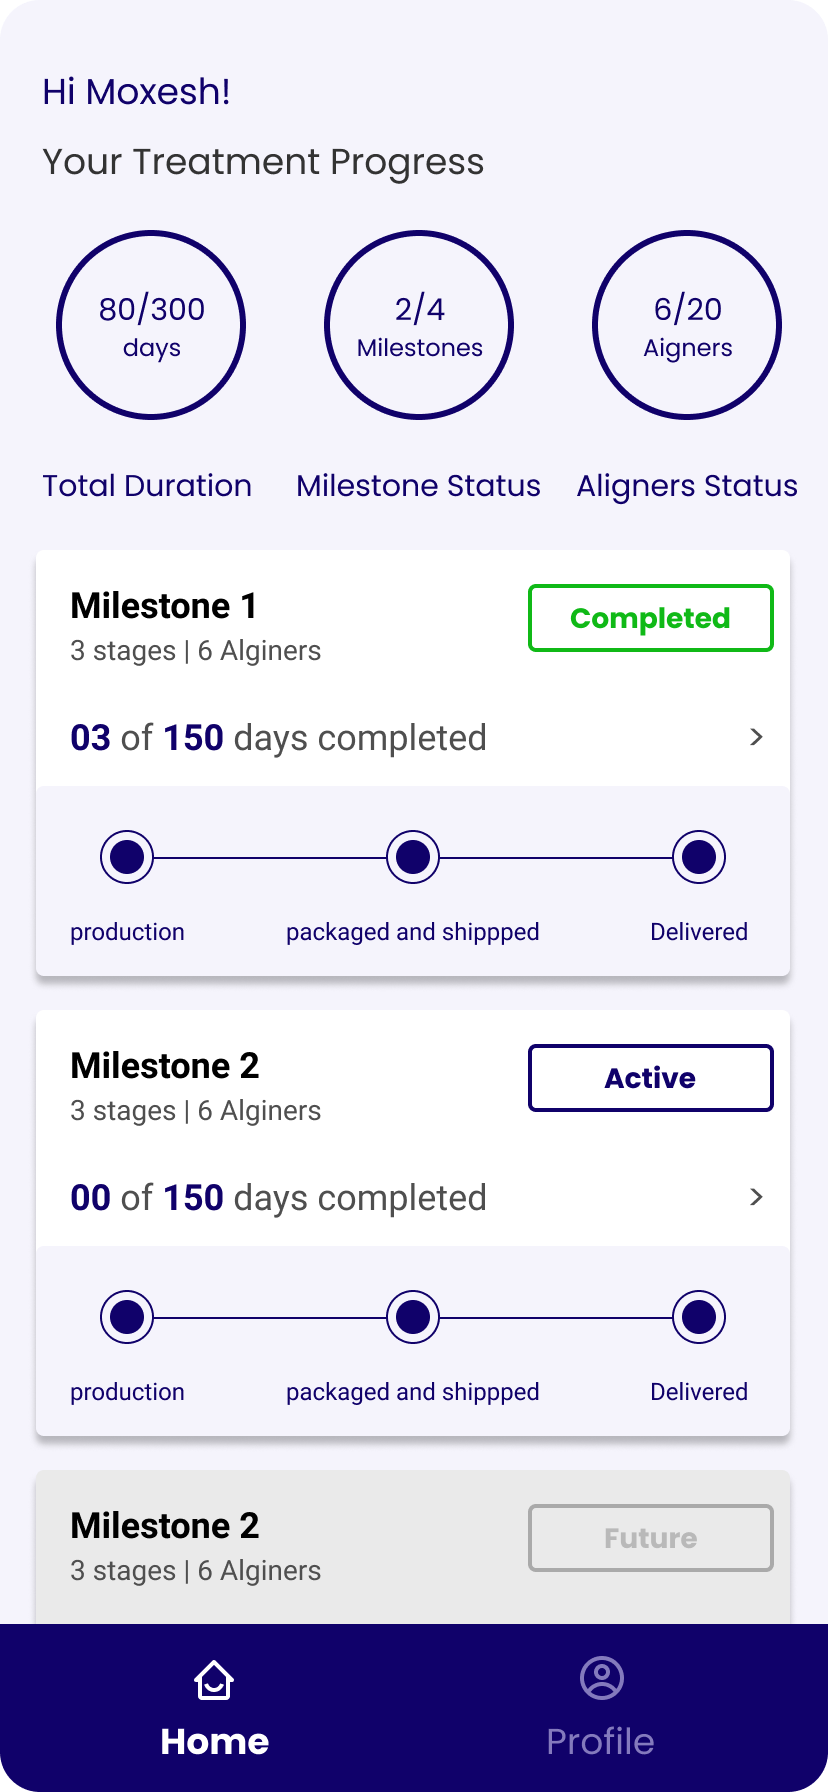 Hi Moxesh!
Your Treatment Progress
80/300
days
2/4
Milestones
6/20
Aigners
Total Duration
Milestone Status
Aligners Status
Milestone 1
Completed
3 stages | 6 Alginers
03 of 150 days completed
production
packaged and shippped
Delivered
Milestone 2
Active
3 stages | 6 Alginers
00 of 150 days completed
production
packaged and shippped
Delivered
Milestone 2
Future
3 stages | 6 Alginers
Home
Profile